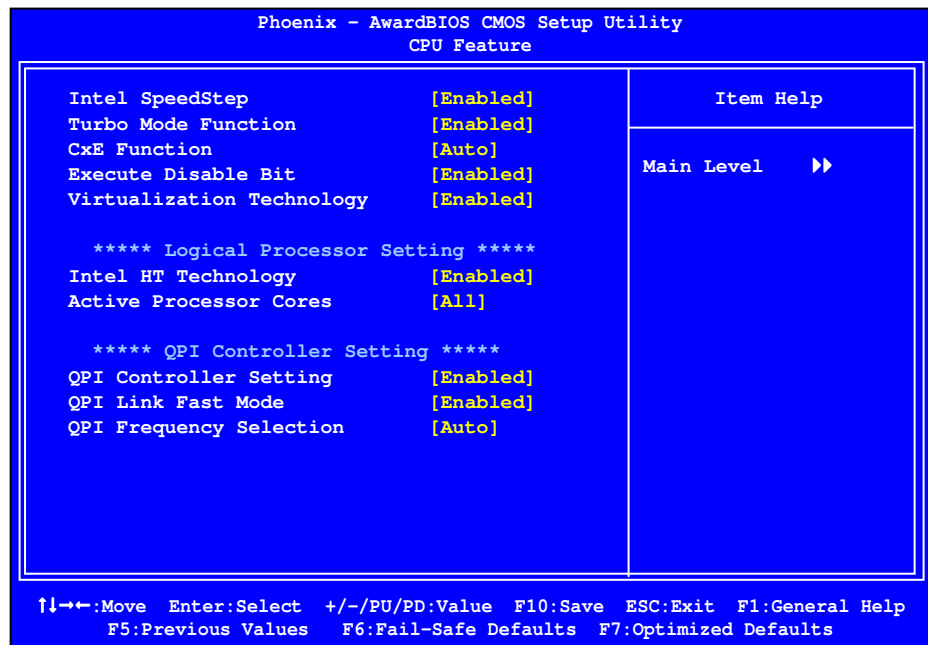 Phoenix - AwardBIOS CMOS Setup Utility
CPU Feature
Intel SpeedStep [Enabled]
Turbo Mode Function [Enabled]
CxE Function [Auto]
Execute Disable Bit [Enabled]
Virtualization Technology [Enabled]
***** Logical Processor Setting *****
Intel HT Technology [Enabled]
Active Processor Cores [All]
***** QPI Controller Setting *****
QPI Controller Setting [Enabled]
QPI Link Fast Mode [Enabled]
QPI Frequency Selection [Auto]
Item Help
Main Level ▶▶
↑↓→←:Move Enter:Select +/-/PU/PD:Value F10:Save ESC:Exit F1:General Help
F5:Previous Values F6:Fail-Safe Defaults F7:Optimized Defaults